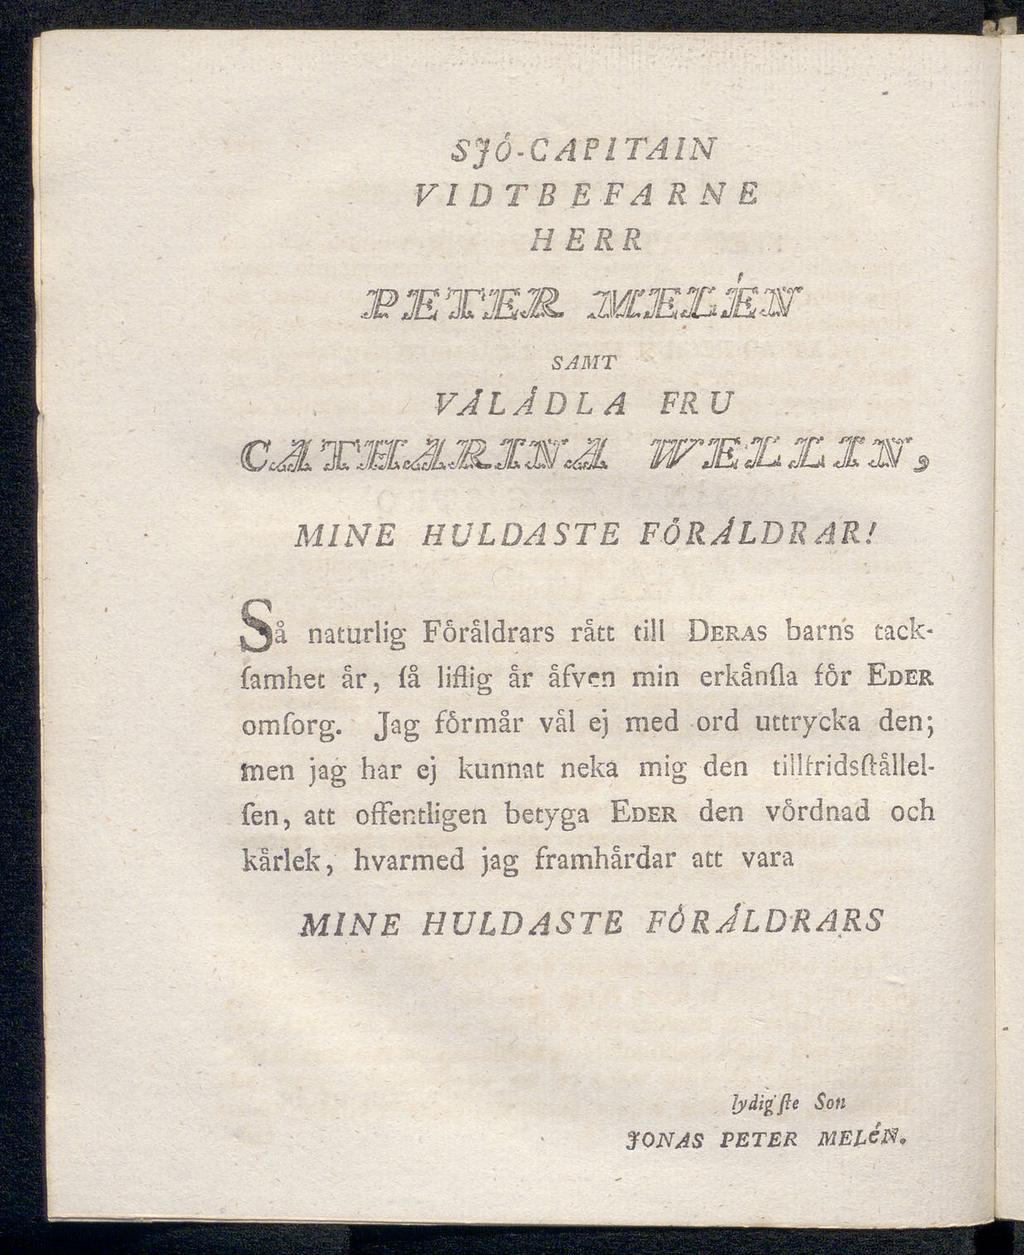 SJÖ-CAPITAIN
VIDTBEFARNE
HERR
PETER MELÉN
SAMT
VÄLÄDLA FRU
CATHARINA WELLIN,
MINE HULDASTE FÖRÄLDRAR!
Så naturlig Föräldrars rätt till DERAS barns tack-
ſamhet är, ſå liflig är äfven min erkänſla för EDER
omſorg. Jag förmår väl ej med ord uttrycka den;
men jag har ej kunnat neka mig den tillfridsſtällel-
ſen, att offentligen betyga EDER den vördnad och
kärlek, hvarmed jag framhärdar att vara
MINE HULDASTE FÖRÄLDRARS
lydigſte Son
JONAS PETER MELÉN.